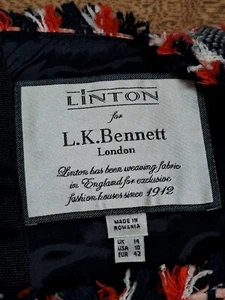 LINTON
for
L.K.Bennett
London
Linton has been weaving fabric
in England for exclusive
fashion houses since 1912
MADE IN
ROMANIA
UK 14
USA 10
EUR 42